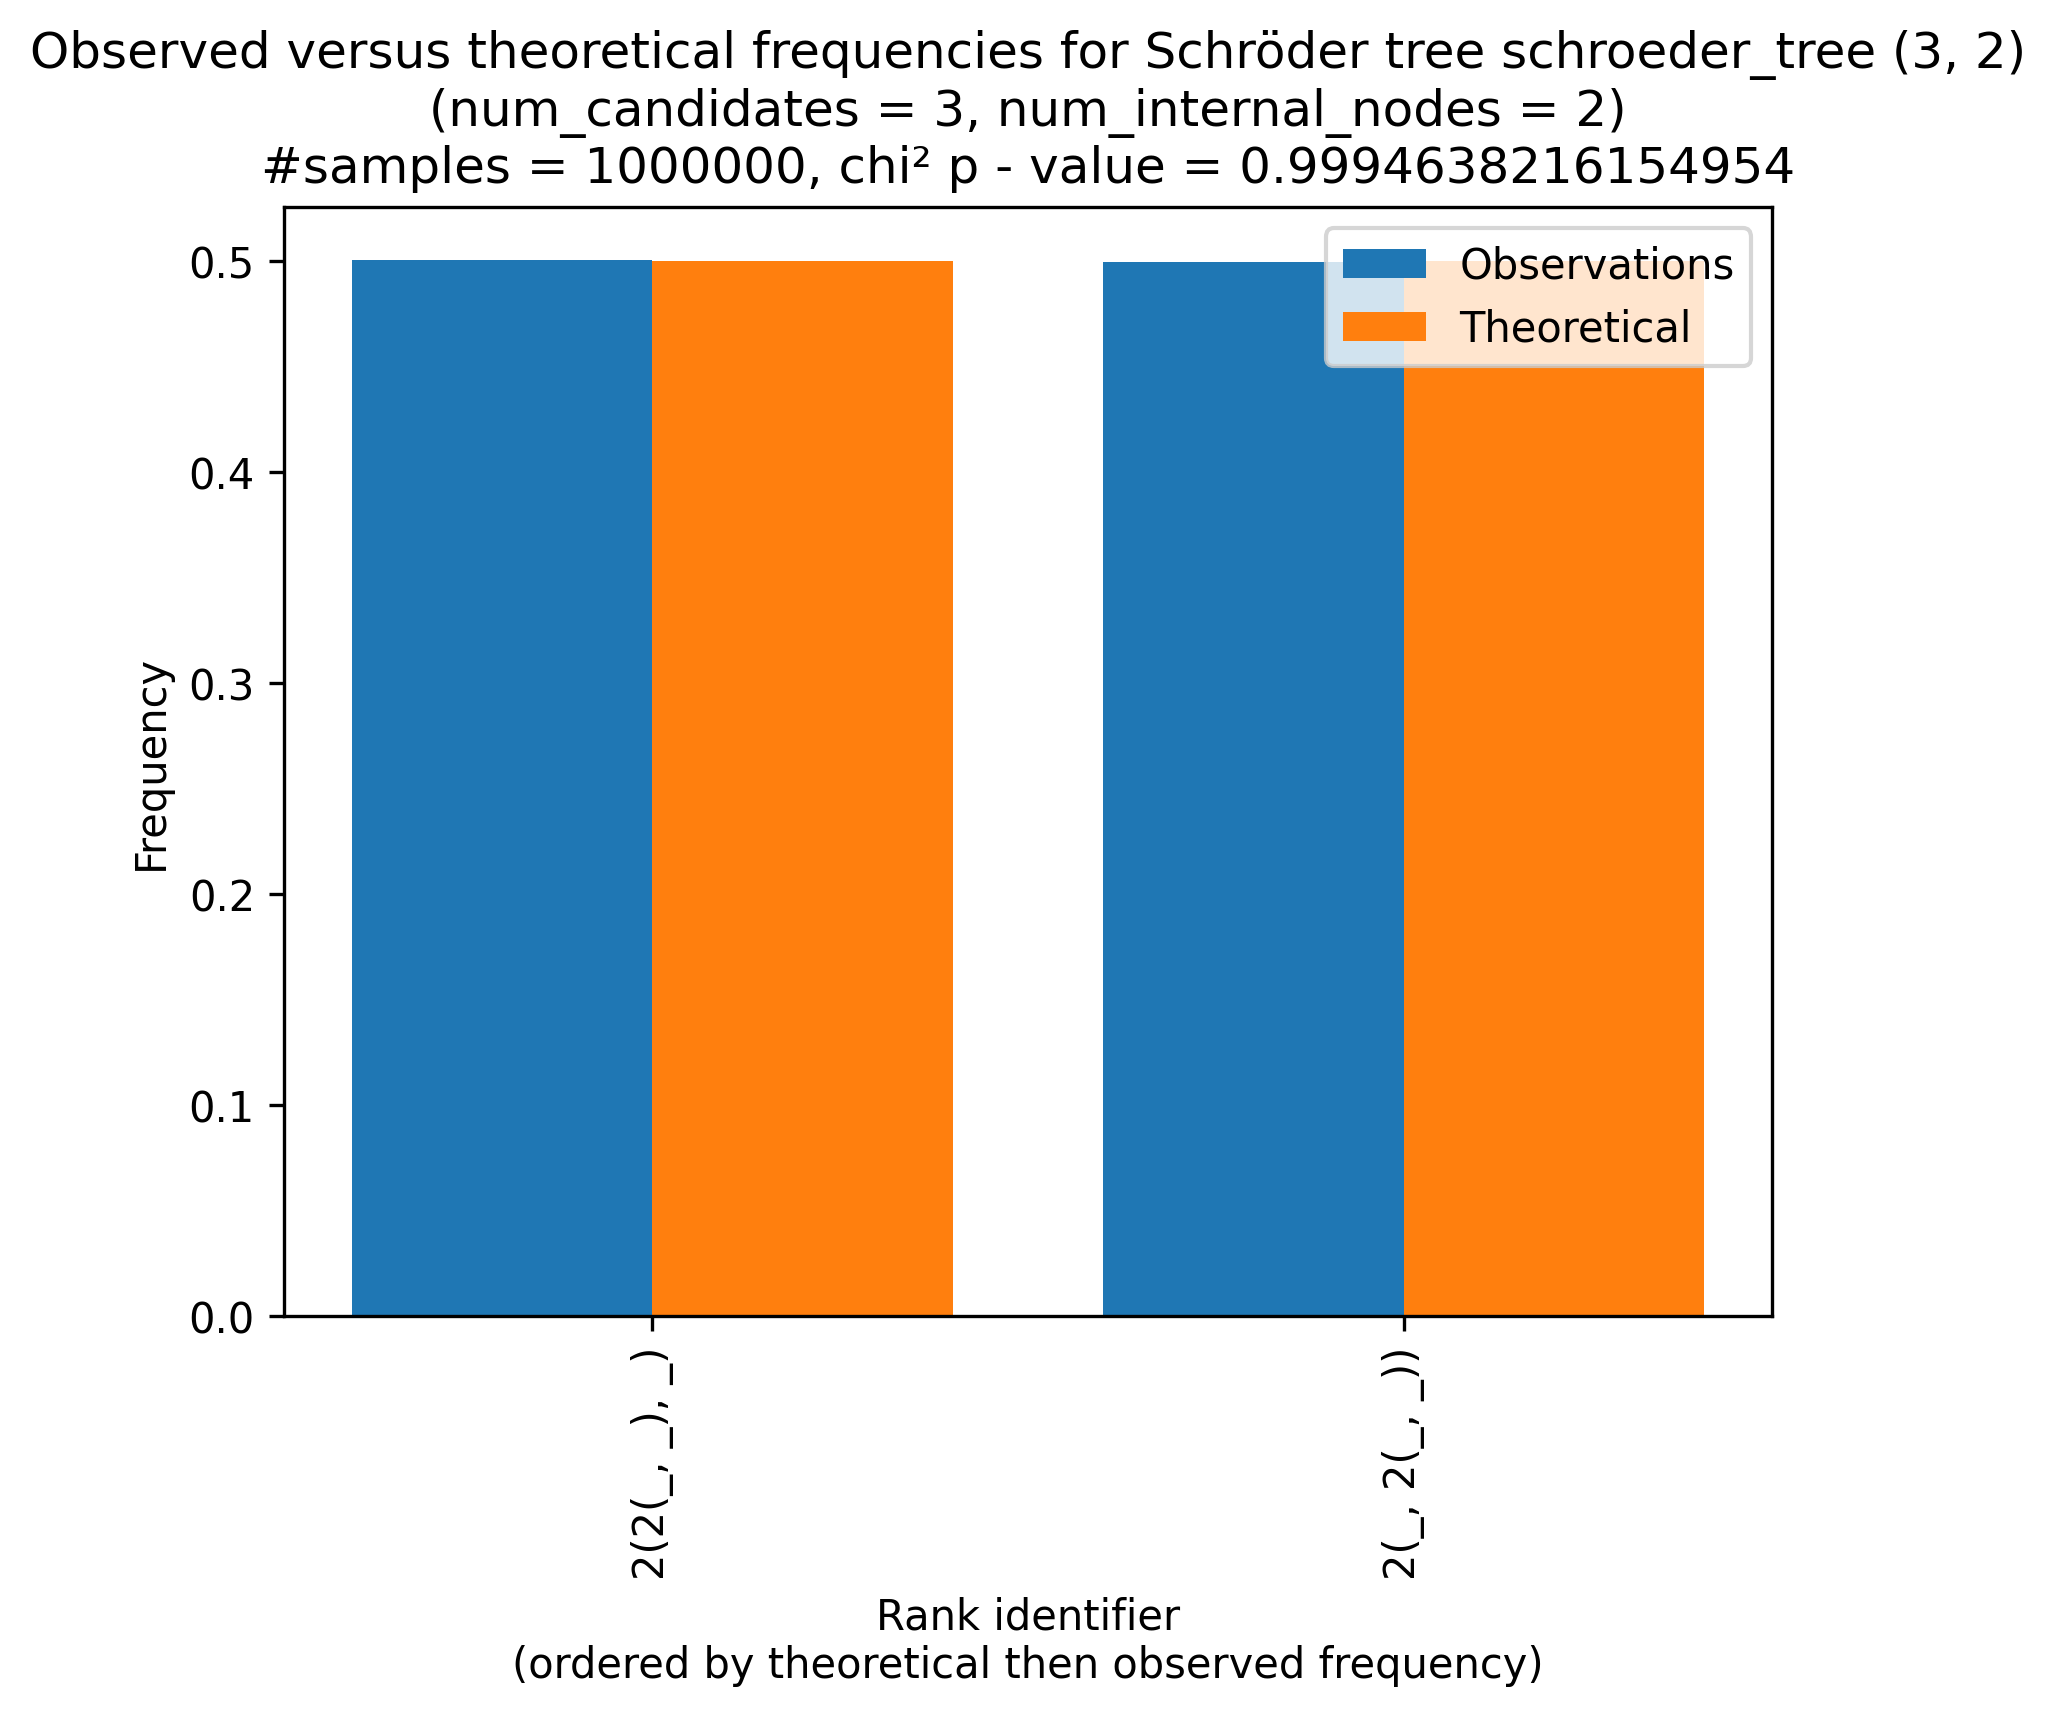 Observed versus theoretical frequencies for Schröder tree schroeder_tree (3, 2)
(num_candidates = 3, num_internal_nodes = 2)
#samples = 1000000, chi² p - value = 0.9994638216154954
Observations
Theoretical
0.5
0.4
0.3
0.2
0.1
0.0
Frequency
2(2(_, _), _)
2(_, 2(_, _))
Rank identifier
(ordered by theoretical then observed frequency)